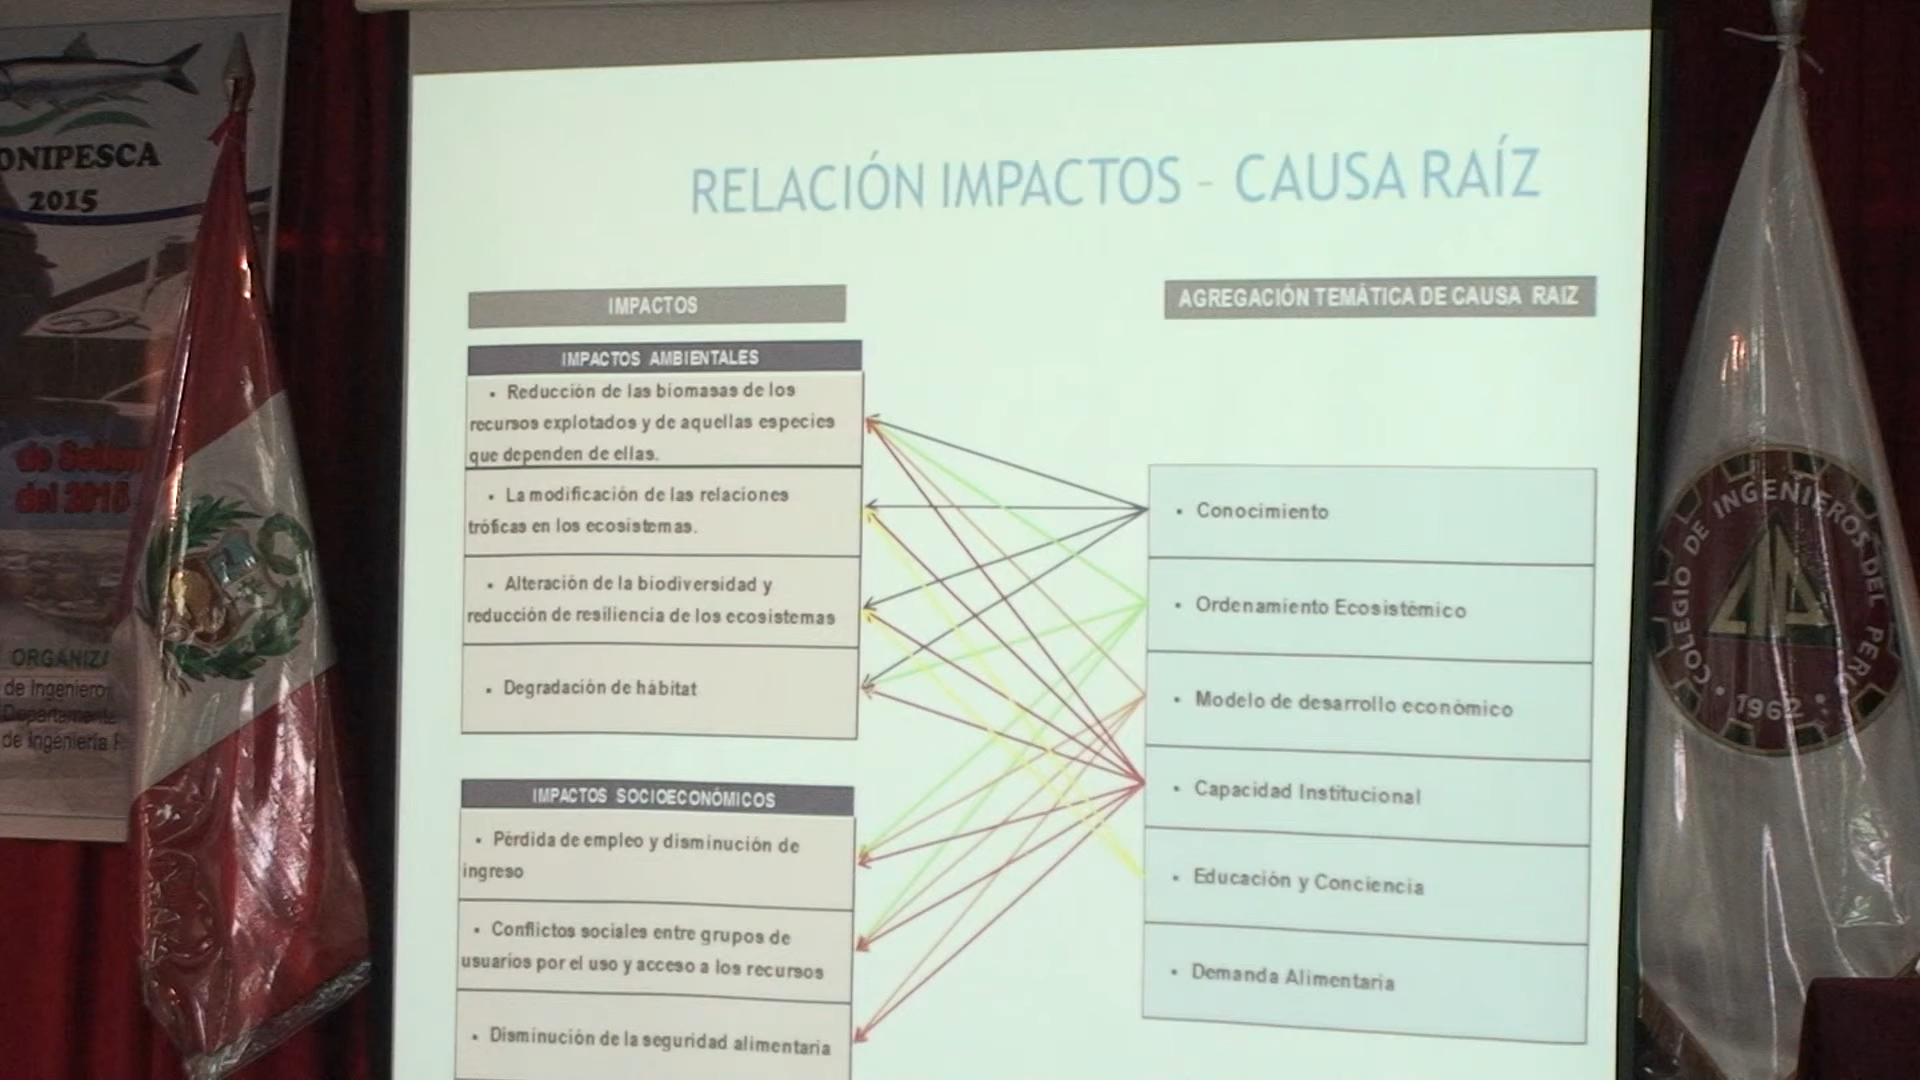 ONIPESCA
2015
de Setiem
del 2015
ORGANIZA
de Ingeniero
Departamento
de Ingeniería P
RELACIÓN IMPACTOS - CAUSA RAÍZ
IMPACTOS
IMPACTOS AMBIENTALES
• Reducción de las biomasas de los
recursos explotados y de aquellas especies
que dependen de ellas.
• La modificación de las relaciones
tróficas en los ecosistemas.
• Alteración de la biodiversidad y
reducción de resiliencia de los ecosistemas
• Degradación de hábitat
IMPACTOS SOCIOECONÓMICOS
• Pérdida de empleo y disminución de
ingreso
• Conflictos sociales entre grupos de
usuarios por el uso y acceso a los recursos
• Disminución de la seguridad alimentaria
AGREGACIÓN TEMÁTICA DE CAUSA RAIZ
• Conocimiento
• Ordenamiento Ecosistémico
• Modelo de desarrollo económico
• Capacidad Institucional
• Educación y Conciencia
• Demanda Alimentaria
COLEGIO DE INGENIEROS DEL PERU
• 1962 •